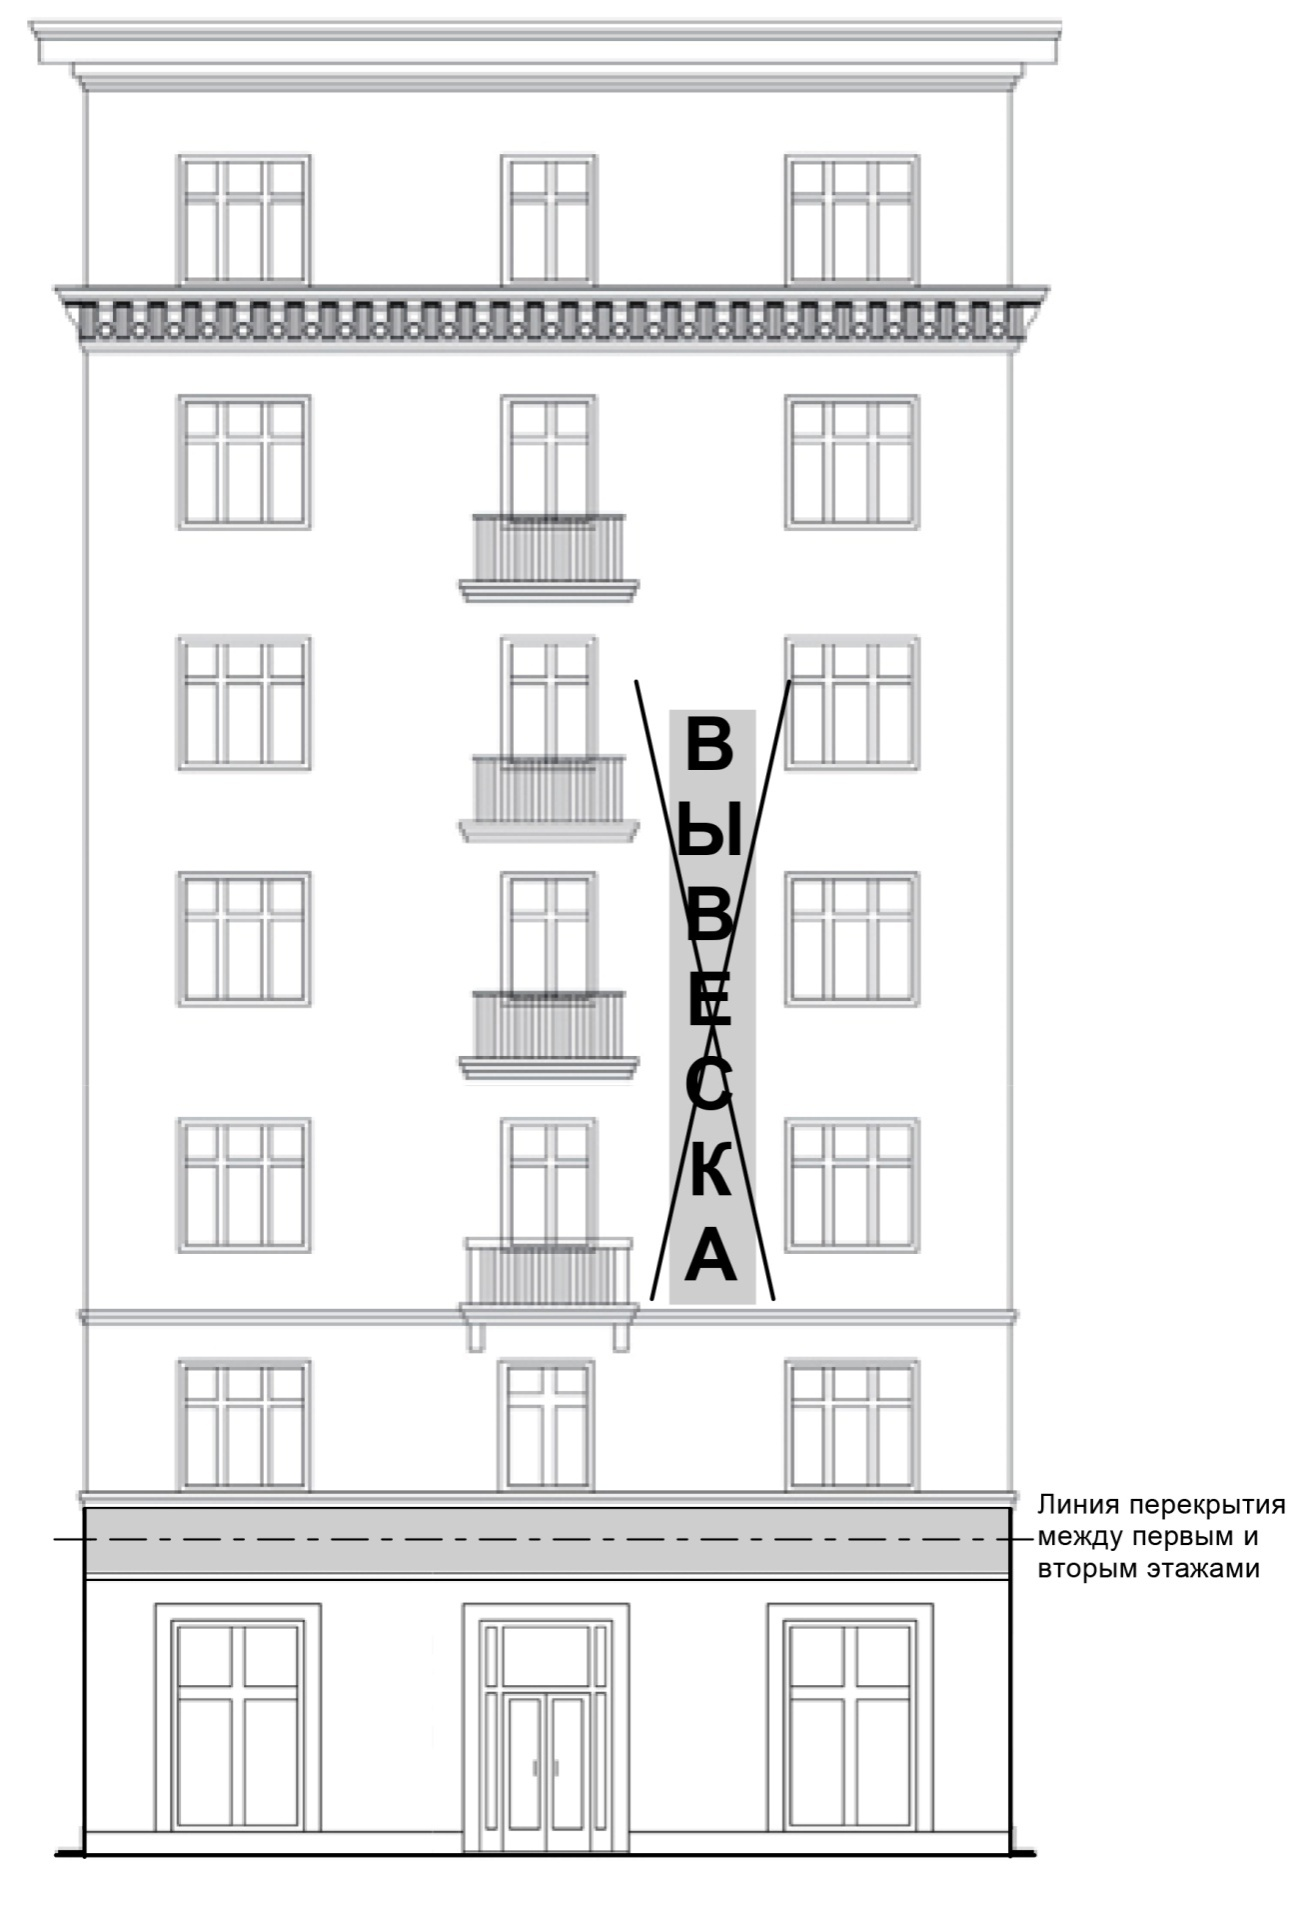 В
Ы
В
Е
С
К
А
Линия перекрытия
между первым и
вторым этажами